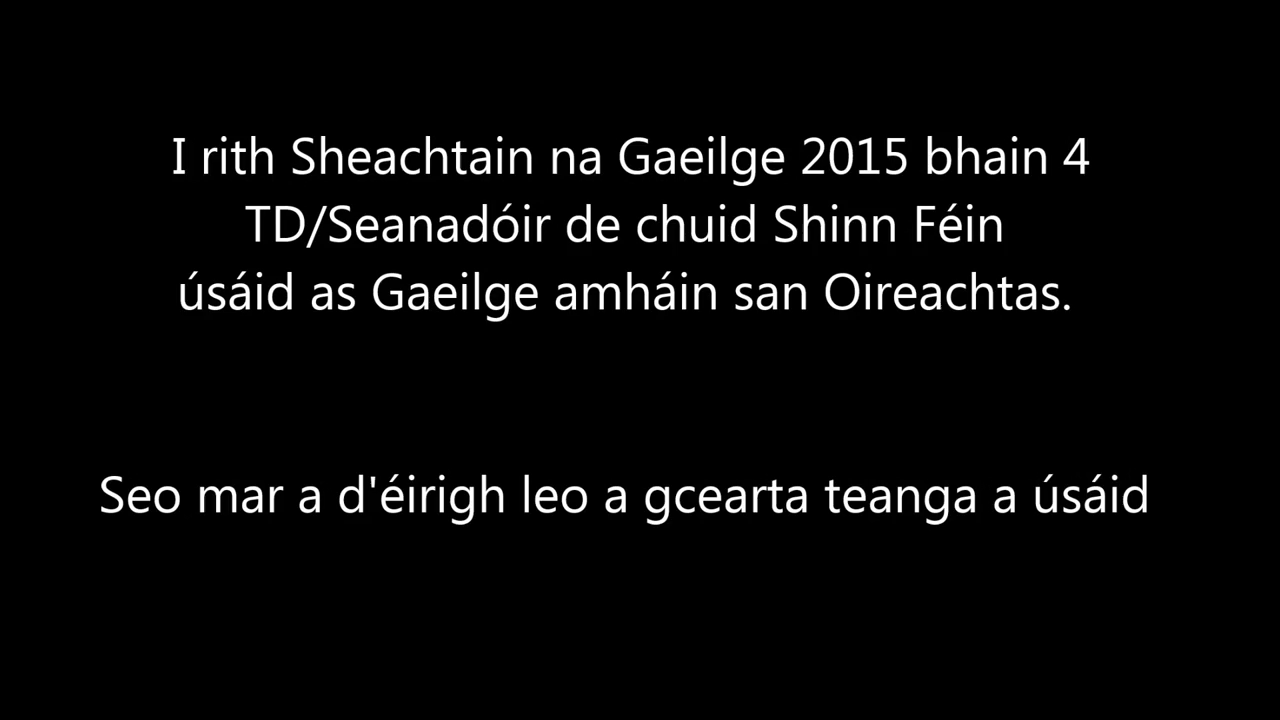 I rith Sheachtain na Gaeilge 2015 bhain 4
TD/Seanadóir de chuid Shinn Féin
úsáid as Gaeilge amháin san Oireachtas.
Seo mar a d'éirigh leo a gcearta teanga a úsáid